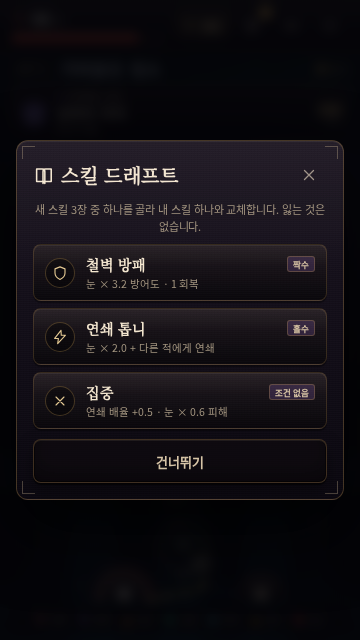 스킬 드래프트
새 스킬 3장 중 하나를 골라 내 스킬 하나와 교체합니다. 잃는 것은
없습니다.
철벽 방패
짝수
눈 × 3.2 방어도 · 1 회복
연쇄 톱니
홀수
눈 × 2.0 + 다른 적에게 연쇄
집중
조건 없음
연쇄 배율 +0.5 · 눈 × 0.6 피해
건너뛰기